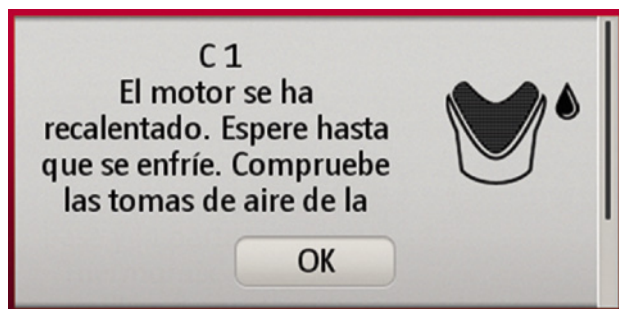 C 1
El motor se ha
recalentado. Espere hasta
que se enfríe. Compruebe
las tomas de aire de la
OK